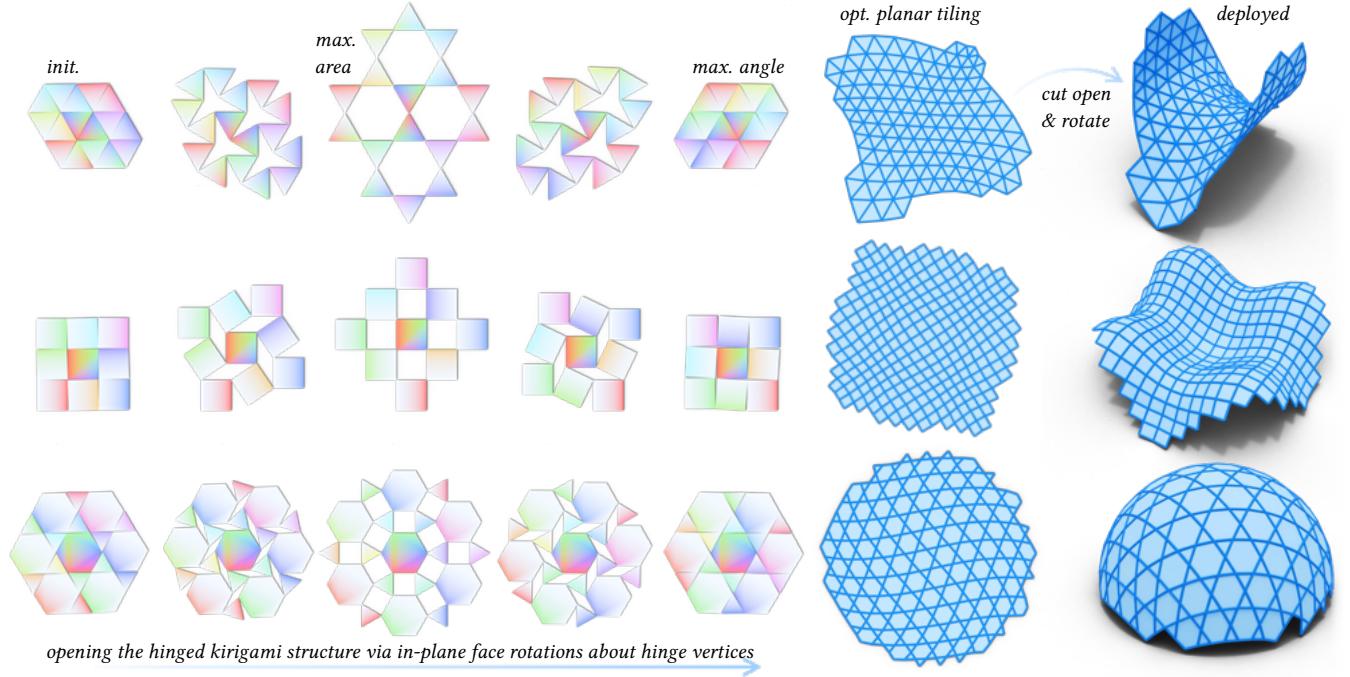 init.
max.
area
max. angle
opt. planar tiling
deployed
cut open
& rotate
opening the hinged kirigami structure via in-plane face rotations about hinge vertices